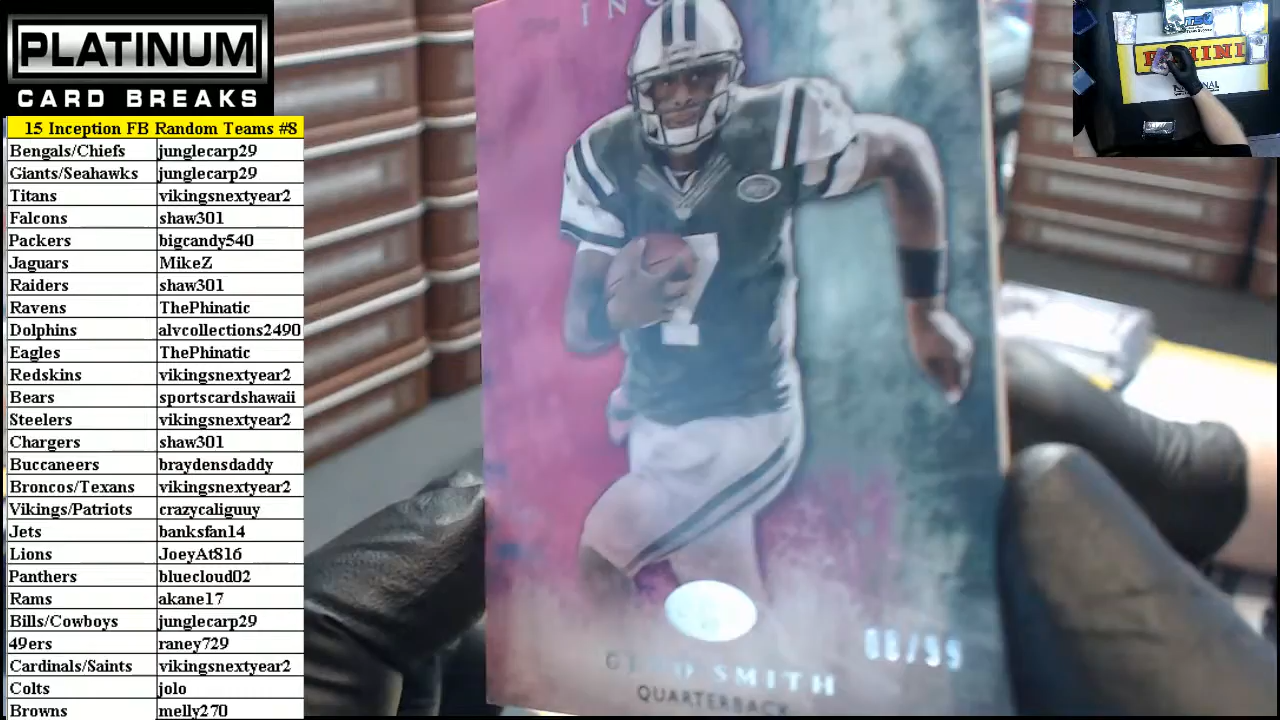 PLATINUM
CARD BREAKS
15 Inception FB Random Teams #8
Bengals/Chiefs junglecarp29
Giants/Seahawks junglecarp29
Titans vikingsnextyear2
Falcons shaw301
Packers bigcandy540
Jaguars MikeZ
Raiders shaw301
Ravens ThePhinatic
Dolphins alvcollections2490
Eagles ThePhinatic
Redskins vikingsnextyear2
Bears sportscardshawaii
Steelers vikingsnextyear2
Chargers shaw301
Buccaneers braydensdaddy
Broncos/Texans vikingsnextyear2
Vikings/Patriots crazycaliguuy
Jets banksfan14
Lions JoeyAt816
Panthers bluecloud02
Rams akane17
Bills/Cowboys junglecarp29
49ers raney729
Cardinals/Saints vikingsnextyear2
Colts jolo
Browns melly270
7
SMITH
QUARTERBACK
PANINI